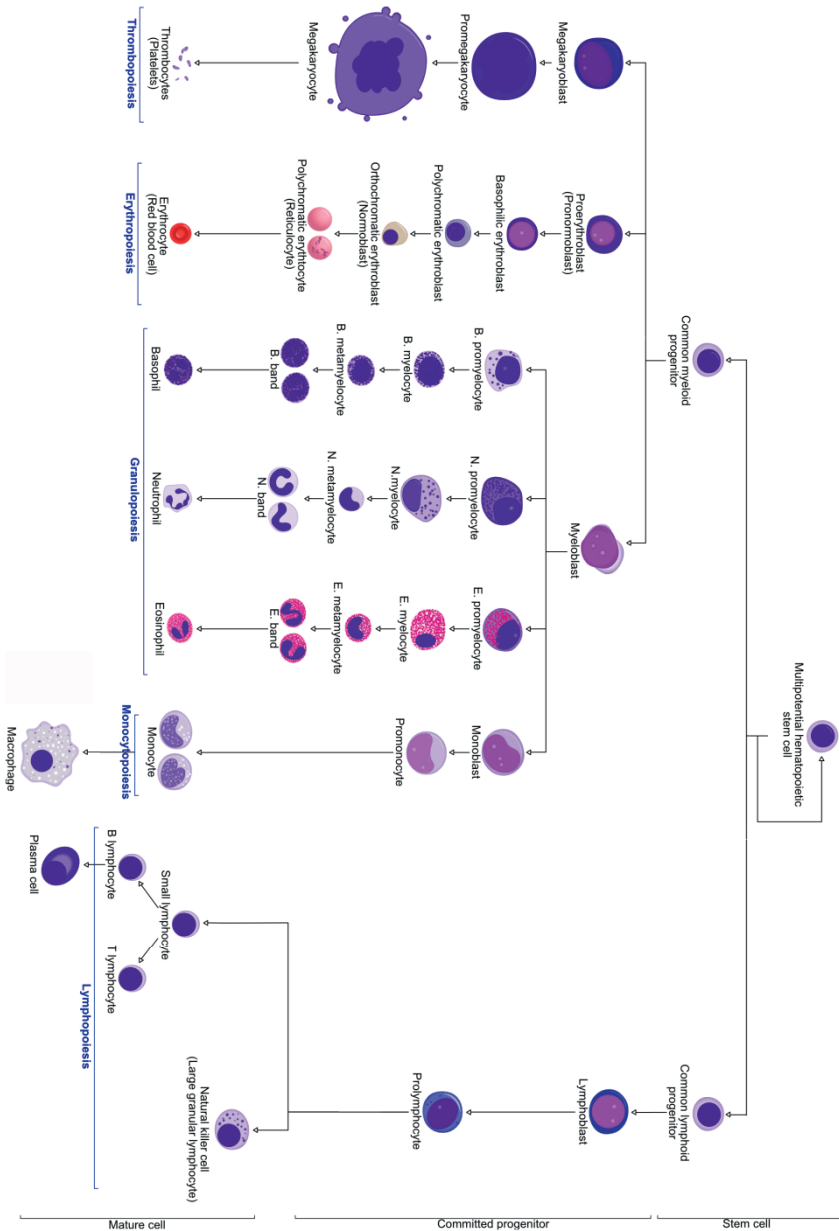 Multipotential hematopoietic
stem cell
Common myeloid
progenitor
Common lymphoid
progenitor
Megakaryoblast
Proerythroblast
(Pronormoblast)
Myeloblast
Lymphoblast
Promegakaryocyte
Basophilic erythroblast
B. promyelocyte
N. promyelocyte
E. promyelocyte
Monoblast
Polychromatic erythroblast
B. myelocyte
N.myelocyte
E. myelocyte
Promonocyte
Prolymphocyte
Megakaryocyte
Orthochromatic erythroblast
(Normoblast)
B. metamyelocyte
N. metamyelocyte
E. metamyelocyte
Polychromatic erythtocyte
(Reticulocyte)
B. band
N. band
E. band
Thrombocytes
(Platelets)
Erythrocyte
(Red blood cell)
Basophil
Neutrophil
Eosinophil
Monocyte
Small lymphocyte
Natural killer cell
(Large granular lymphocyte)
B lymphocyte
T lymphocyte
Macrophage
Plasma cell
Thrombopoiesis
Erythropoiesis
Granulopoiesis
Monocytopoiesis
Lymphopoiesis
Stem cell
Committed progenitor
Mature cell